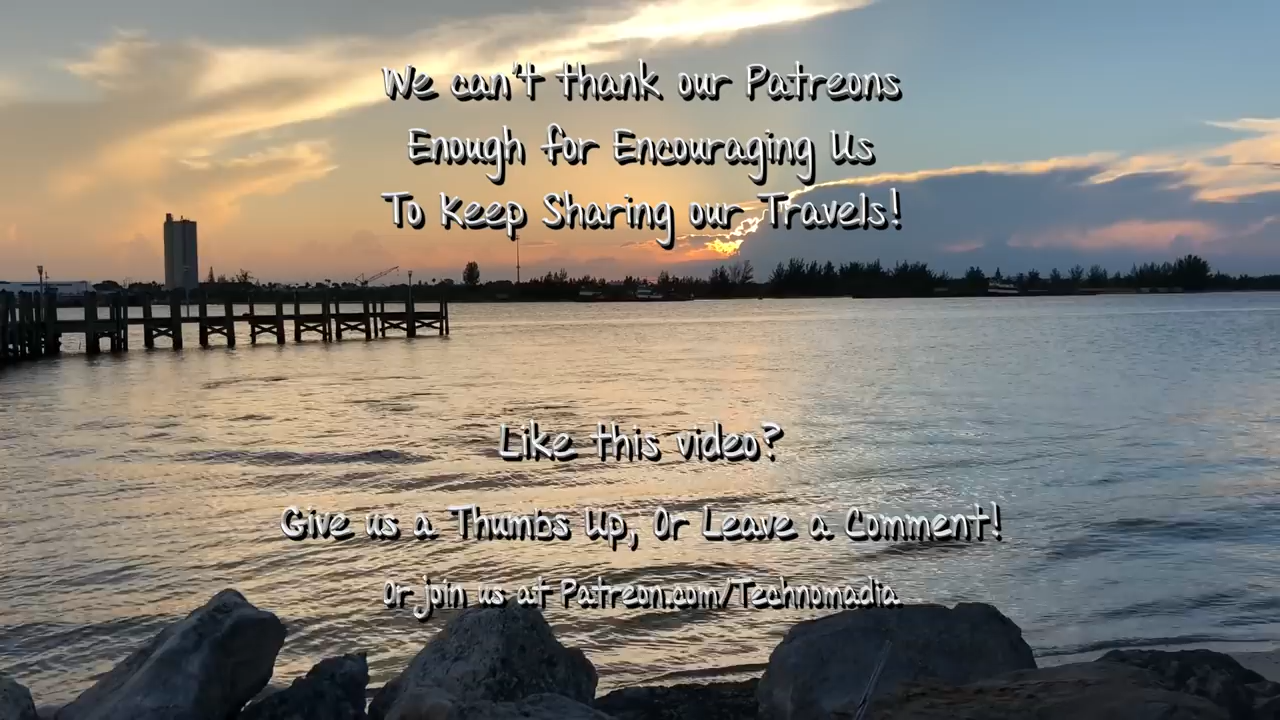 We can't thank our Patreons
Enough for Encouraging Us
To Keep Sharing our Travels!
Like this video?
Give us a Thumbs Up, Or Leave a Comment!
Or join us at Patreon.com/Technomadia